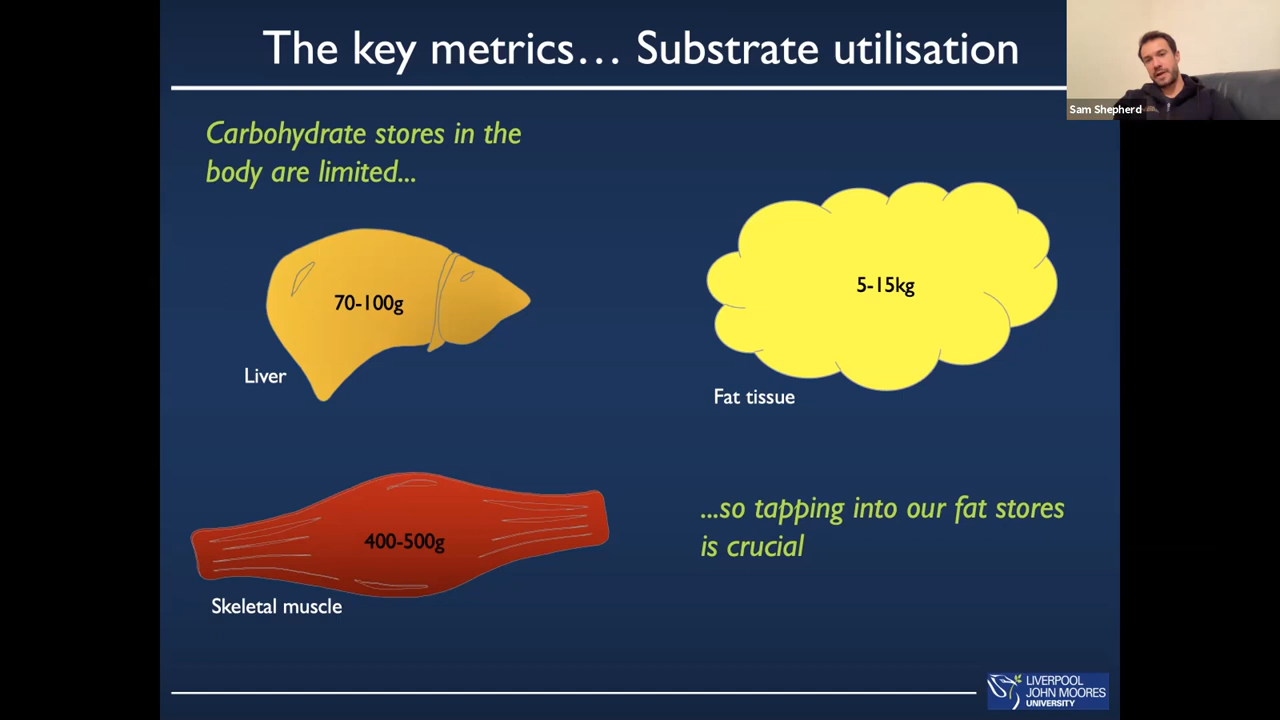 The key metrics… Substrate utilisation
Sam Shepherd
Carbohydrate stores in the
body are limited...
70-100g
Liver
5-15kg
Fat tissue
400-500g
Skeletal muscle
...so tapping into our fat stores
is crucial
LIVERPOOL
JOHN MOORES
UNIVERSITY